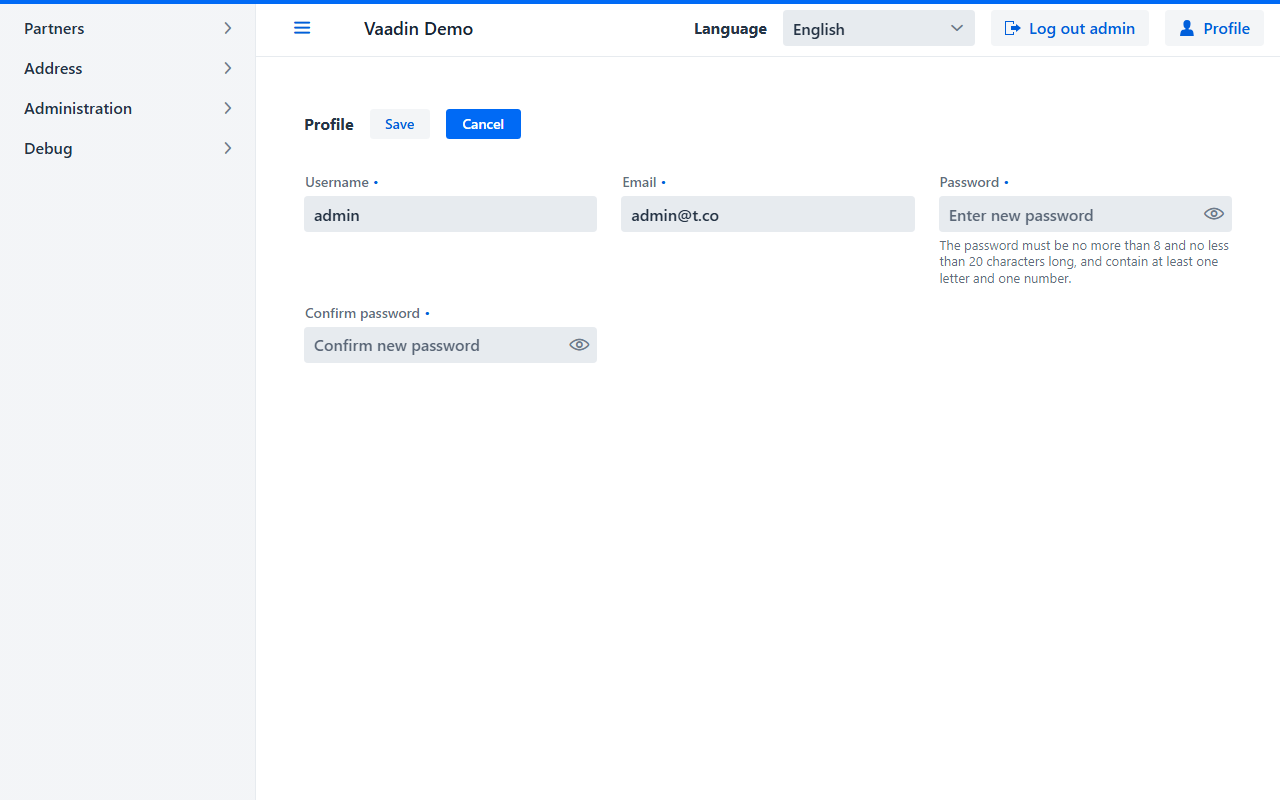 Partners
Address
Administration
Debug
Vaadin Demo
Language
English
Log out admin
Profile
Profile
Save
Cancel
Username •
admin
Email •
admin@t.co
Password •
Enter new password
The password must be no more than 8 and no less
than 20 characters long, and contain at least one
letter and one number.
Confirm password •
Confirm new password